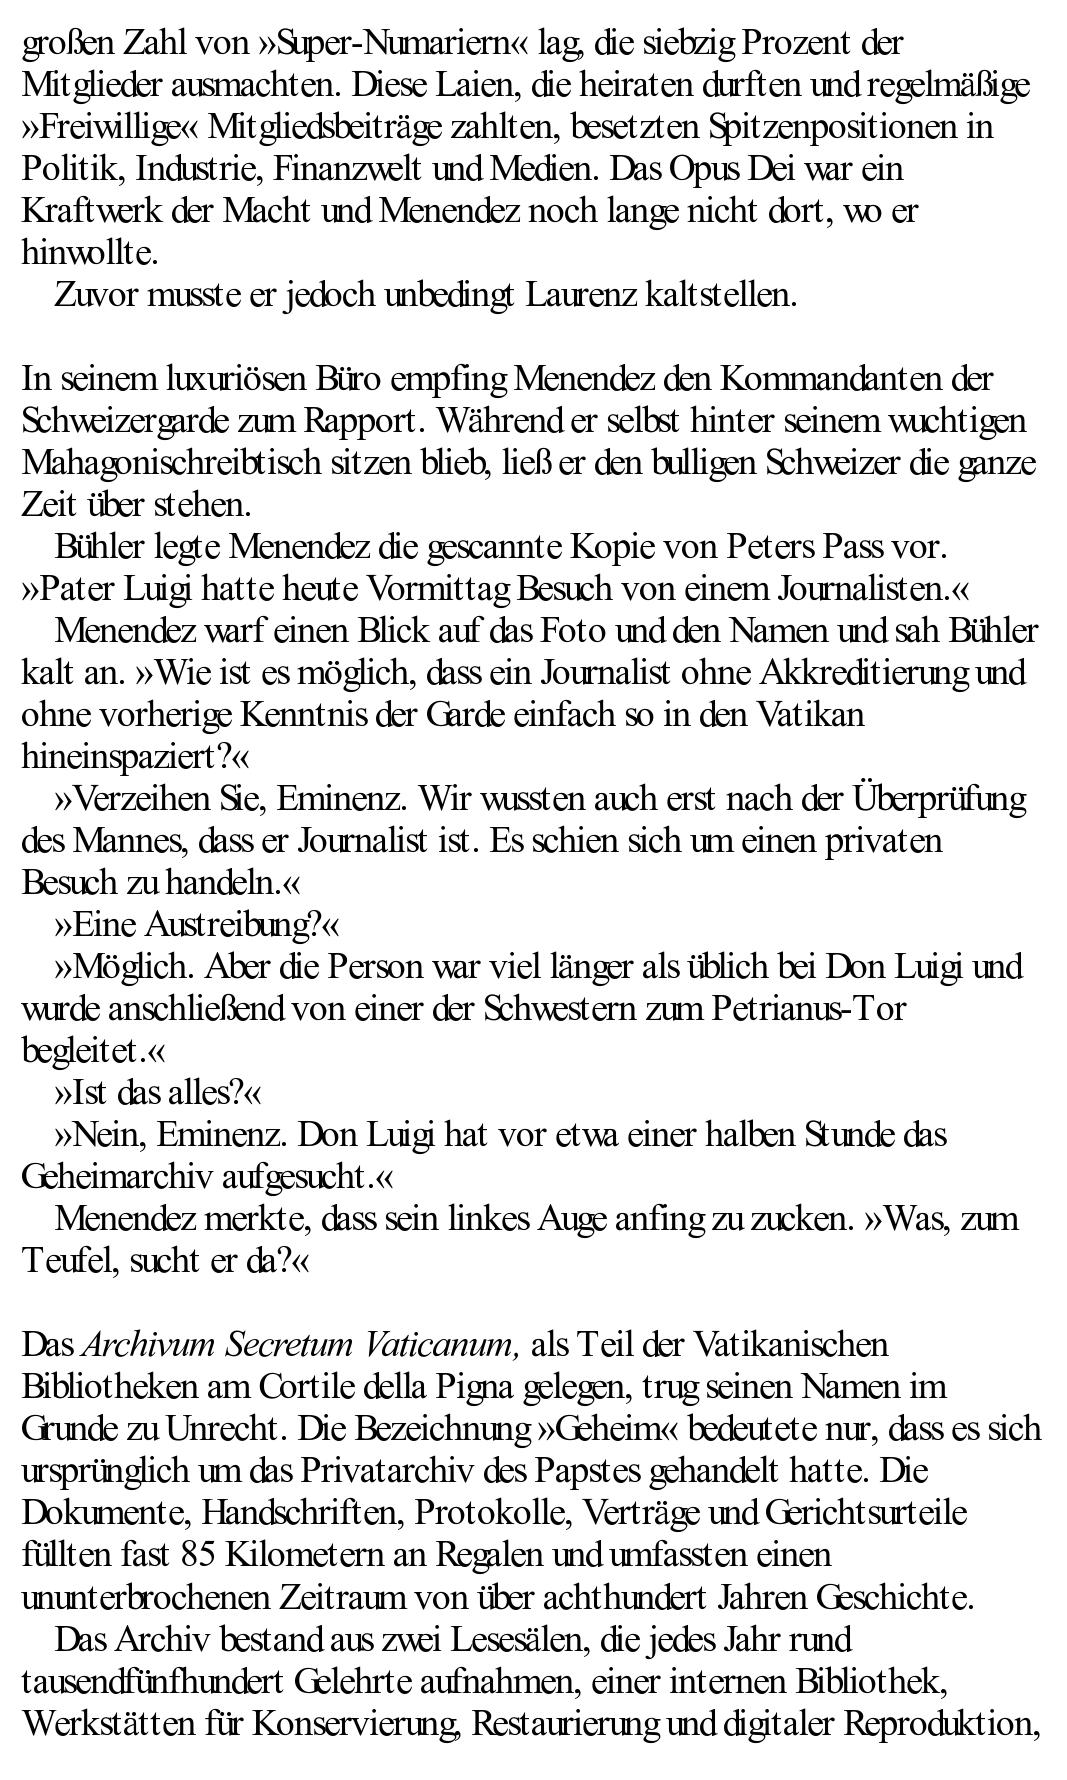 großen Zahl von »Super-Numariern« lag, die siebzig Prozent der
Mitglieder ausmachten. Diese Laien, die heiraten durften und regelmäßige
»Freiwillige« Mitgliedsbeiträge zahlten, besetzten Spitzenpositionen in
Politik, Industrie, Finanzwelt und Medien. Das Opus Dei war ein
Kraftwerk der Macht und Menendez noch lange nicht dort, wo er
hinwollte.
Zuvor musste er jedoch unbedingt Laurenz kaltstellen.
In seinem luxuriösen Büro empfing Menendez den Kommandanten der
Schweizergarde zum Rapport. Während er selbst hinter seinem wuchtigen
Mahagonischreibtisch sitzen blieb, ließ er den bulligen Schweizer die ganze
Zeit über stehen.
Bühler legte Menendez die gescannte Kopie von Peters Pass vor.
»Pater Luigi hatte heute Vormittag Besuch von einem Journalisten.«
Menendez warf einen Blick auf das Foto und den Namen und sah Bühler
kalt an. »Wie ist es möglich, dass ein Journalist ohne Akkreditierung und
ohne vorherige Kenntnis der Garde einfach so in den Vatikan
hineinspaziert?«
»Verzeihen Sie, Eminenz. Wir wussten auch erst nach der Überprüfung
des Mannes, dass er Journalist ist. Es schien sich um einen privaten
Besuch zu handeln.«
»Eine Austreibung?«
»Möglich. Aber die Person war viel länger als üblich bei Don Luigi und
wurde anschließend von einer der Schwestern zum Petrianus-Tor
begleitet.«
»Ist das alles?«
»Nein, Eminenz. Don Luigi hat vor etwa einer halben Stunde das
Geheimarchiv aufgesucht.«
Menendez merkte, dass sein linkes Auge anfing zu zucken. »Was, zum
Teufel, sucht er da?«
Das Archivum Secretum Vaticanum, als Teil der Vatikanischen
Bibliotheken am Cortile della Pigna gelegen, trug seinen Namen im
Grunde zu Unrecht. Die Bezeichnung »Geheim« bedeutete nur, dass es sich
ursprünglich um das Privatarchiv des Papstes gehandelt hatte. Die
Dokumente, Handschriften, Protokolle, Verträge und Gerichtsurteile
füllten fast 85 Kilometern an Regalen und umfassten einen
ununterbrochenen Zeitraum von über achthundert Jahren Geschichte.
Das Archiv bestand aus zwei Lesesälen, die jedes Jahr rund
tausendfünfhundert Gelehrte aufnahmen, einer internen Bibliothek,
Werkstätten für Konservierung, Restaurierung und digitaler Reproduktion,